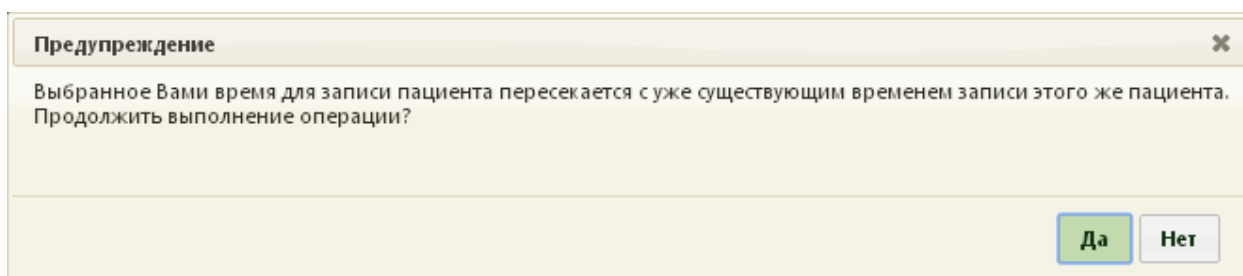 Предупреждение
Выбранное Вами время для записи пациента пересекается с уже существующим временем записи этого же пациента.
Продолжить выполнение операции?
Да Нет